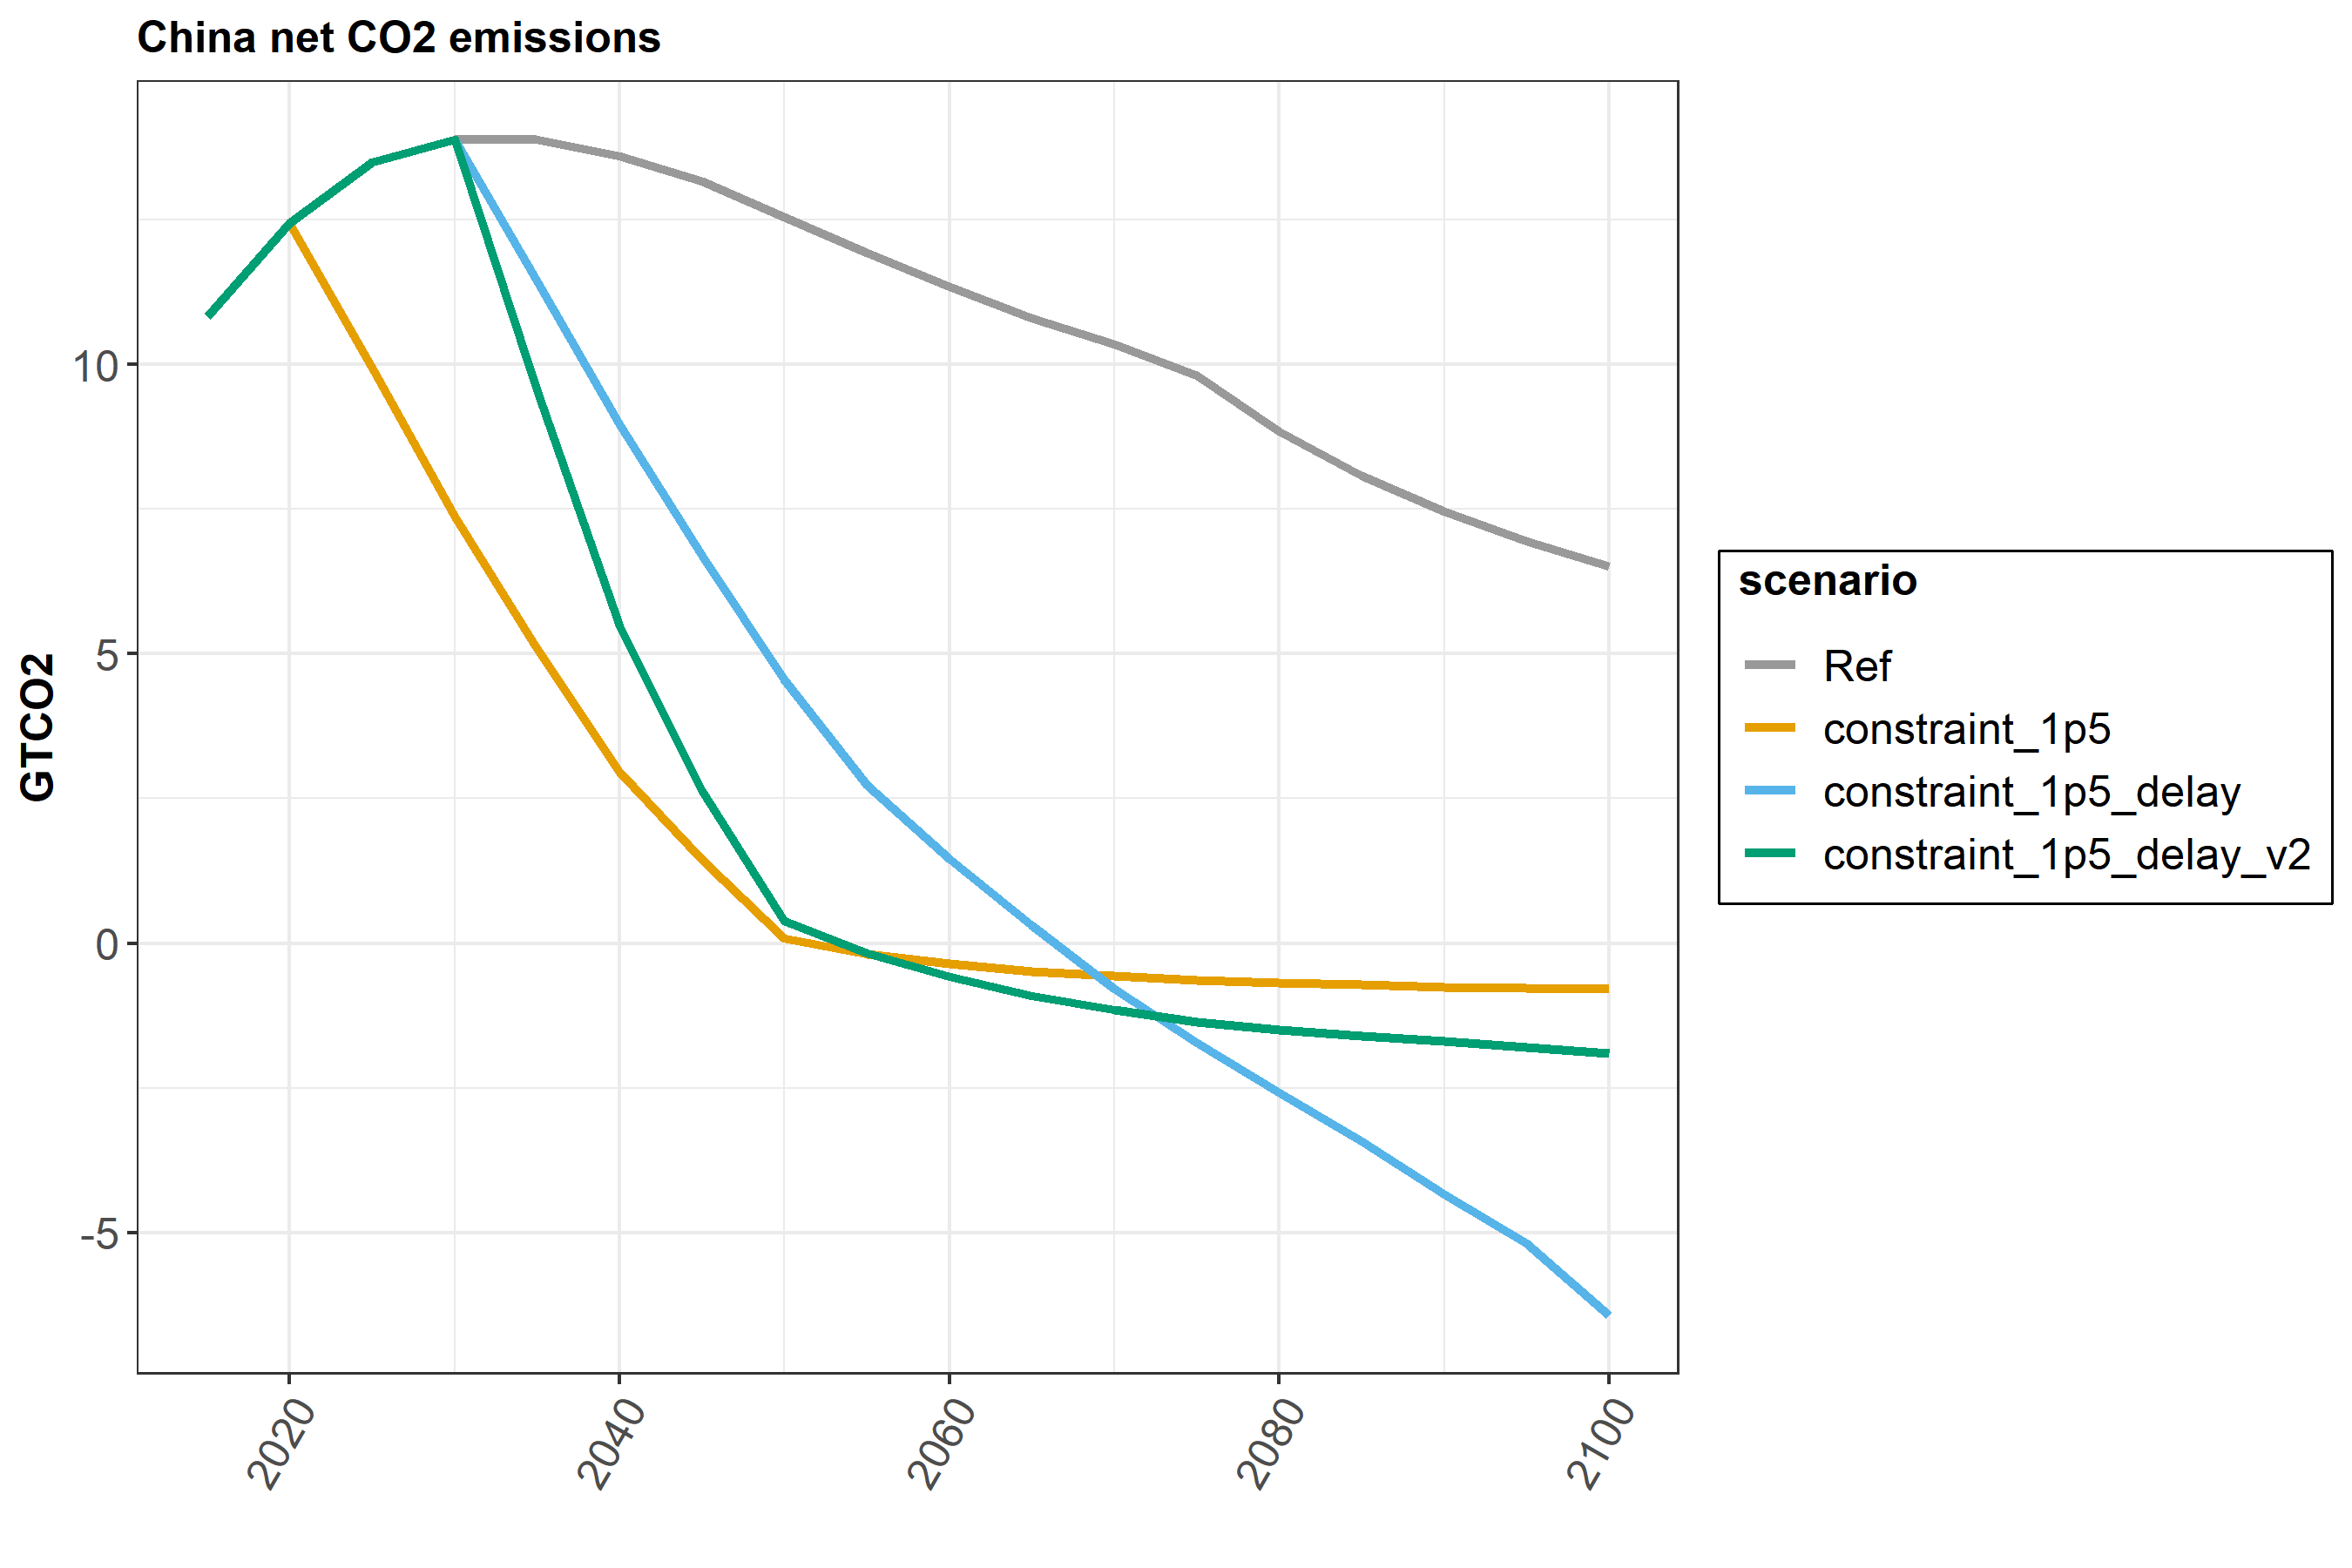 China net CO2 emissions
GTCO2
10
5
0
-5
2020
2040
2060
2080
2100
scenario
Ref
constraint_1p5
constraint_1p5_delay
constraint_1p5_delay_v2